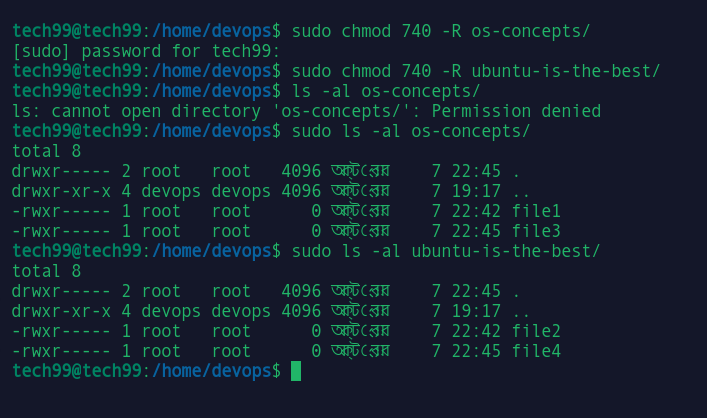 tech99@tech99:/home/devops$ sudo chmod 740 -R os-concepts/
[sudo] password for tech99:
tech99@tech99:/home/devops$ sudo chmod 740 -R ubuntu-is-the-best/
tech99@tech99:/home/devops$ ls -al os-concepts/
ls: cannot open directory 'os-concepts/': Permission denied
tech99@tech99:/home/devops$ sudo ls -al os-concepts/
total 8
drwxr----- 2 root   root   4096 অক্টোবর    7 22:45 .
drwxr-xr-x 4 devops devops 4096 অক্টোবর    7 19:17 ..
-rwxr----- 1 root   root      0 অক্টোবর    7 22:42 file1
-rwxr----- 1 root   root      0 অক্টোবর    7 22:45 file3
tech99@tech99:/home/devops$ sudo ls -al ubuntu-is-the-best/
total 8
drwxr----- 2 root   root   4096 অক্টোবর    7 22:45 .
drwxr-xr-x 4 devops devops 4096 অক্টোবর    7 19:17 ..
-rwxr----- 1 root   root      0 অক্টোবর    7 22:42 file2
-rwxr----- 1 root   root      0 অক্টোবর    7 22:45 file4
tech99@tech99:/home/devops$